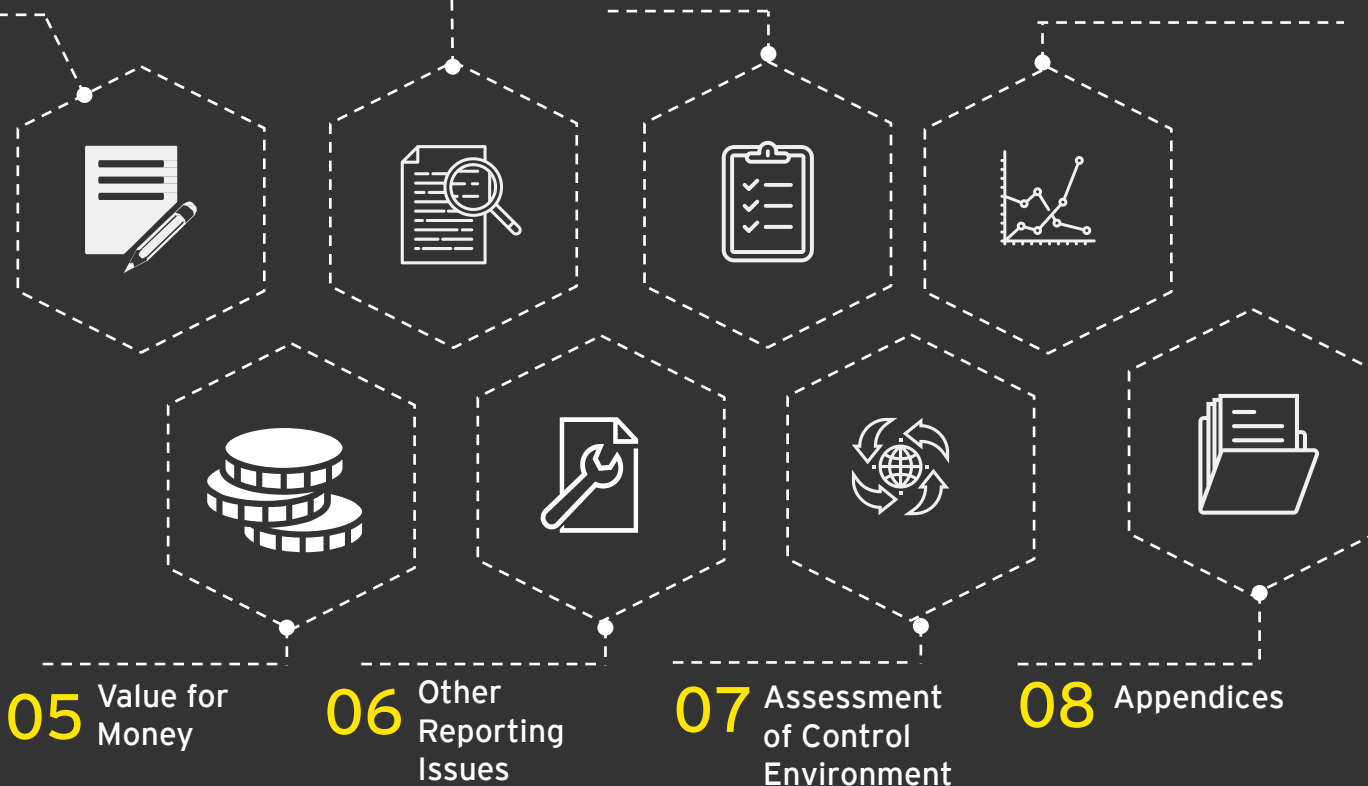 05 Value for
Money
06 Other
Reporting
Issues
07 Assessment
of Control
Environment
08 Appendices